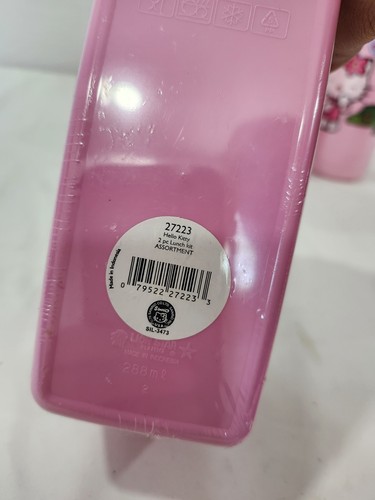 27223
Hello Kitty
2 pc Lunch kit
ASSORTMENT
Made in Indonesia
0 79522 27223 3
SIL-3473